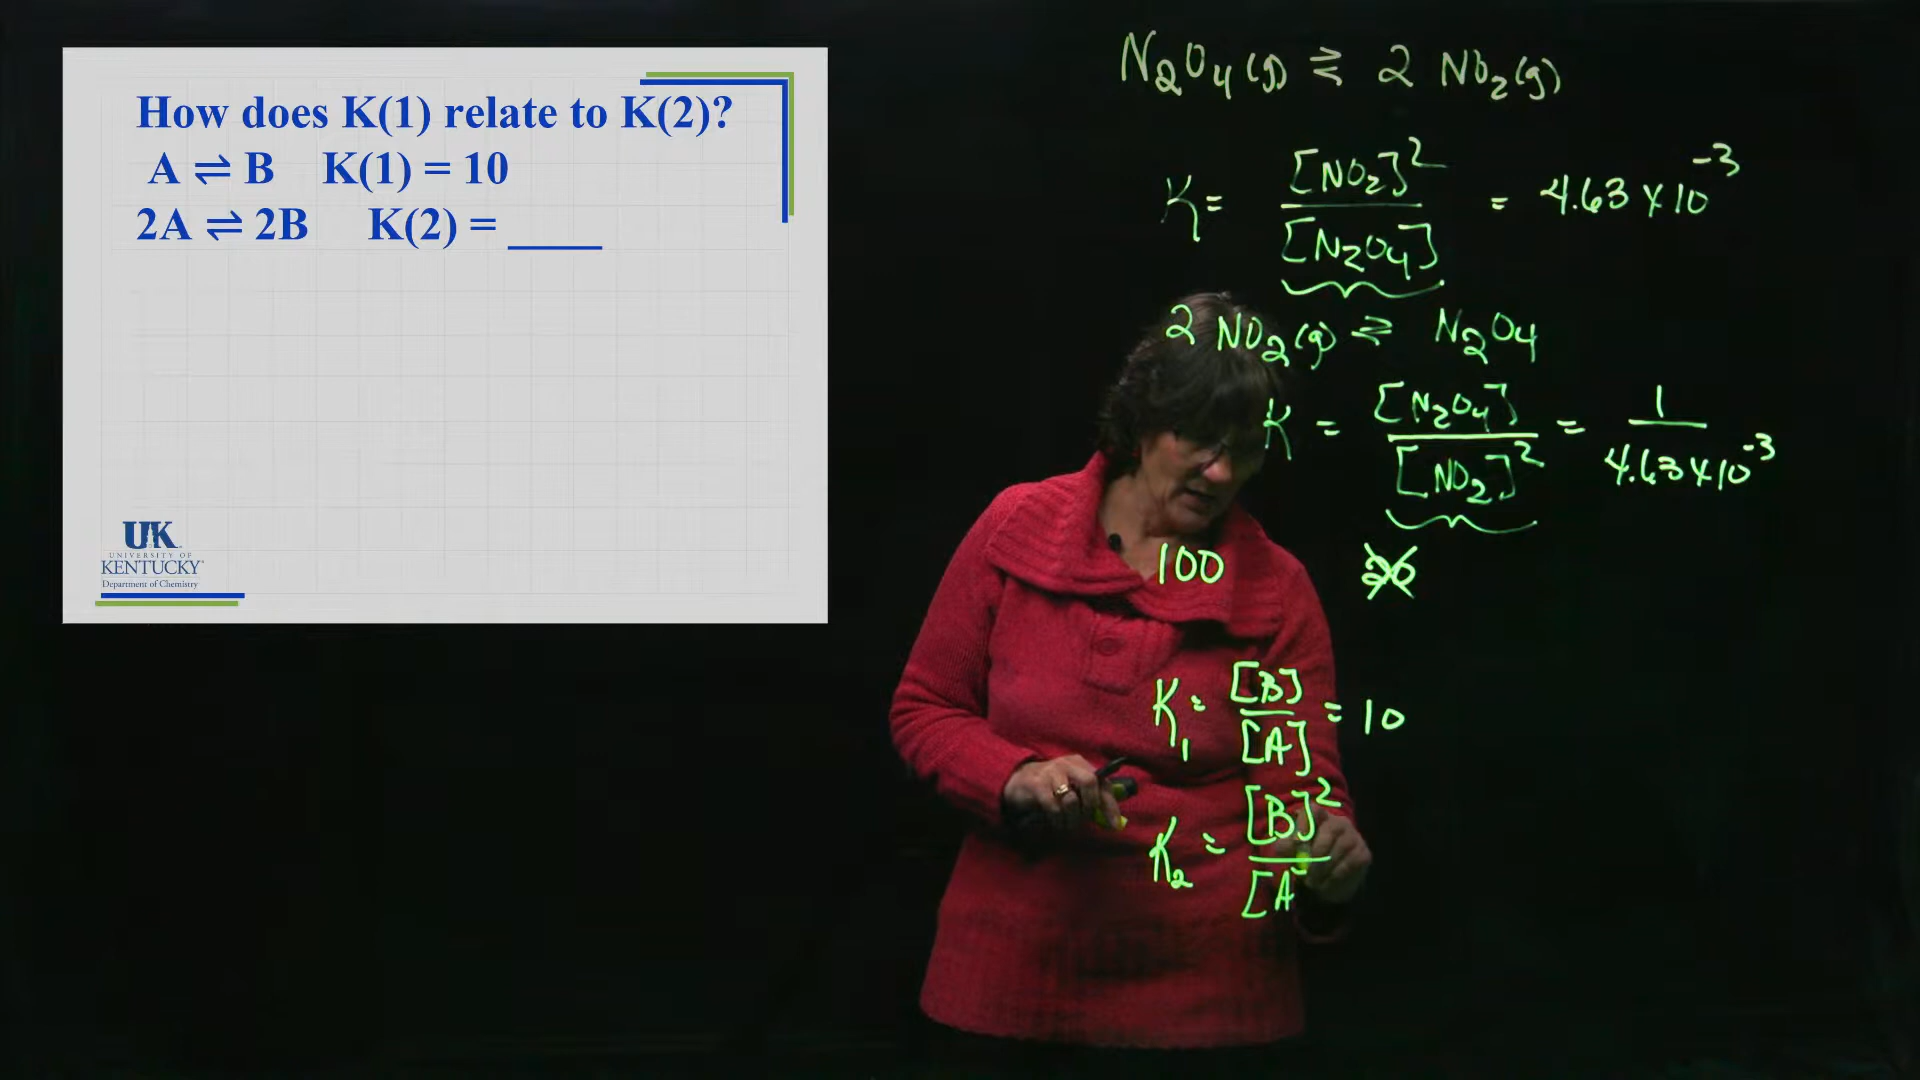 How does K(1) relate to K(2)?
A ⇌ B K(1) = 10
2A ⇌ 2B K(2) = ____
UK
UNIVERSITY OF
KENTUCKY
Department of Chemistry
N₂O₄(g) ⇌ 2 NO₂(g)
K = [NO₂]² / [N₂O₄] = 4.63 x 10⁻³
2 NO₂(g) ⇌ N₂O₄
K = [N₂O₄] / [NO₂]² = 1 / 4.63 x 10⁻³
100 20
K₁ = [B] / [A] = 10
K₂ = [B]² / [A